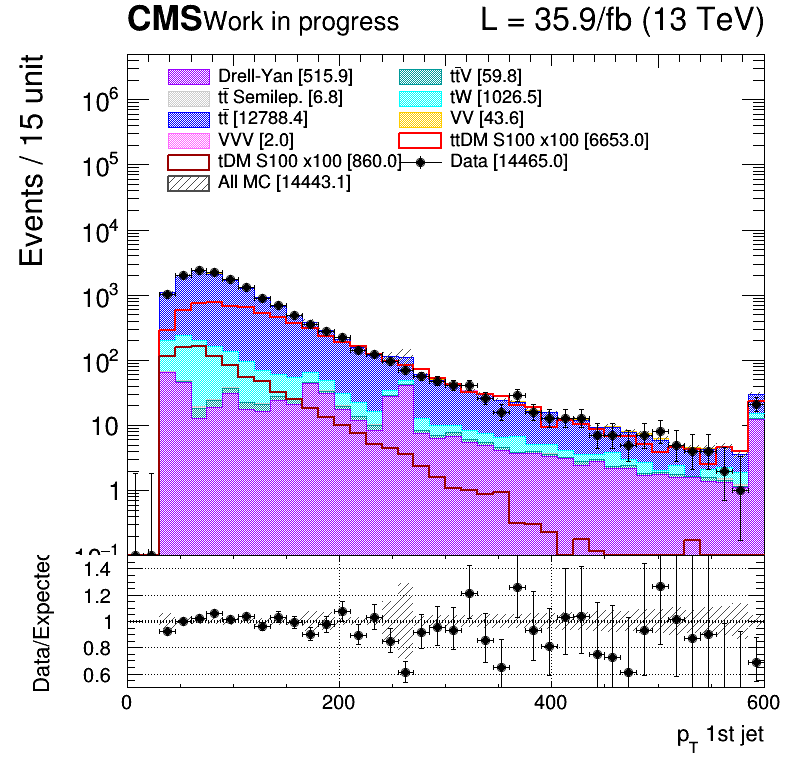 CMS Work in progress L = 35.9/fb (13 TeV)
Events / 15 unit
Drell-Yan [515.9] tt̄V [59.8]
tt̄ Semilep. [6.8] tW [1026.5]
tt̄ [12788.4] VV [43.6]
VVV [2.0] ttDM S100 x100 [6653.0]
tDM S100 x100 [860.0] Data [14465.0]
All MC [14443.1]
10⁶
10⁵
10⁴
10³
10²
10
1
10⁻¹
Data/Expected
1.4
1.2
1
0.8
0.6
0 200 400 600
p_T 1st jet